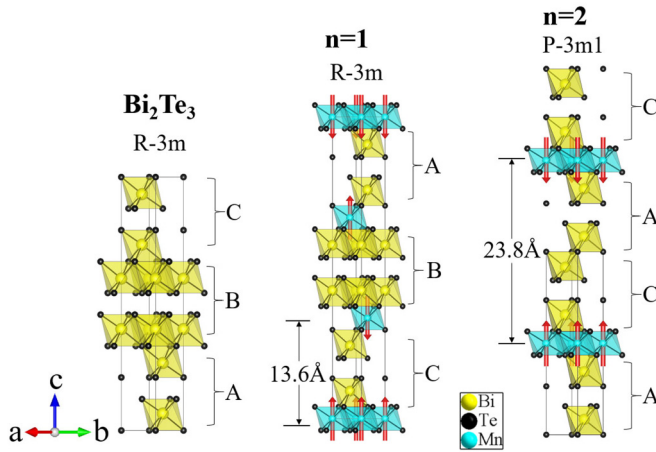 Bi₂Te₃
R-3m
C
B
A
n=1
R-3m
A
B
C
13.6Å
n=2
P-3m1
C
A
C
A
23.8Å
c
a
b
Bi
Te
Mn